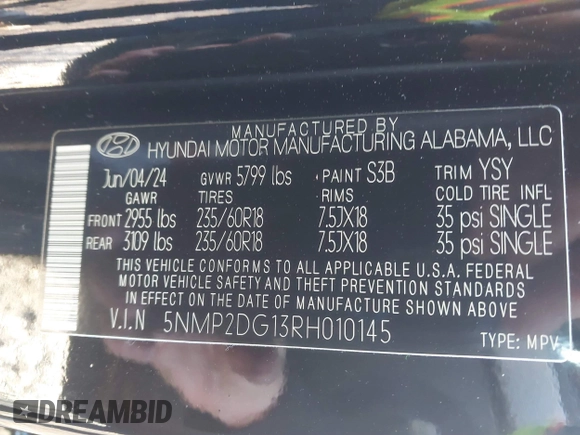 MANUFACTURED BY
HYUNDAI MOTOR MANUFACTURING ALABAMA, LLC
Jun/04/24 GVWR 5799 lbs PAINT S3B TRIM YSY
GAWR TIRES RIMS COLD TIRE INFL
FRONT 2955 lbs 235/60R18 7.5JX18 35 psi SINGLE
REAR 3109 lbs 235/60R18 7.5JX18 35 psi SINGLE
THIS VEHICLE CONFORMS TO ALL APPLICABLE U.S.A. FEDERAL
MOTOR VEHICLE SAFETY AND THEFT PREVENTION STANDARDS
IN EFFECT ON THE DATE OF MANUFACTURE SHOWN ABOVE
V.I.N 5NMP2DG13RH010145 TYPE: MPV
DREAMBID